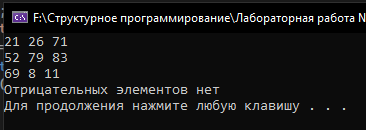 F:\Структурное программирование\Лабораторная работа N
21 26 71
52 79 83
69 8 11
Отрицательных элементов нет
Для продолжения нажмите любую клавишу . . .